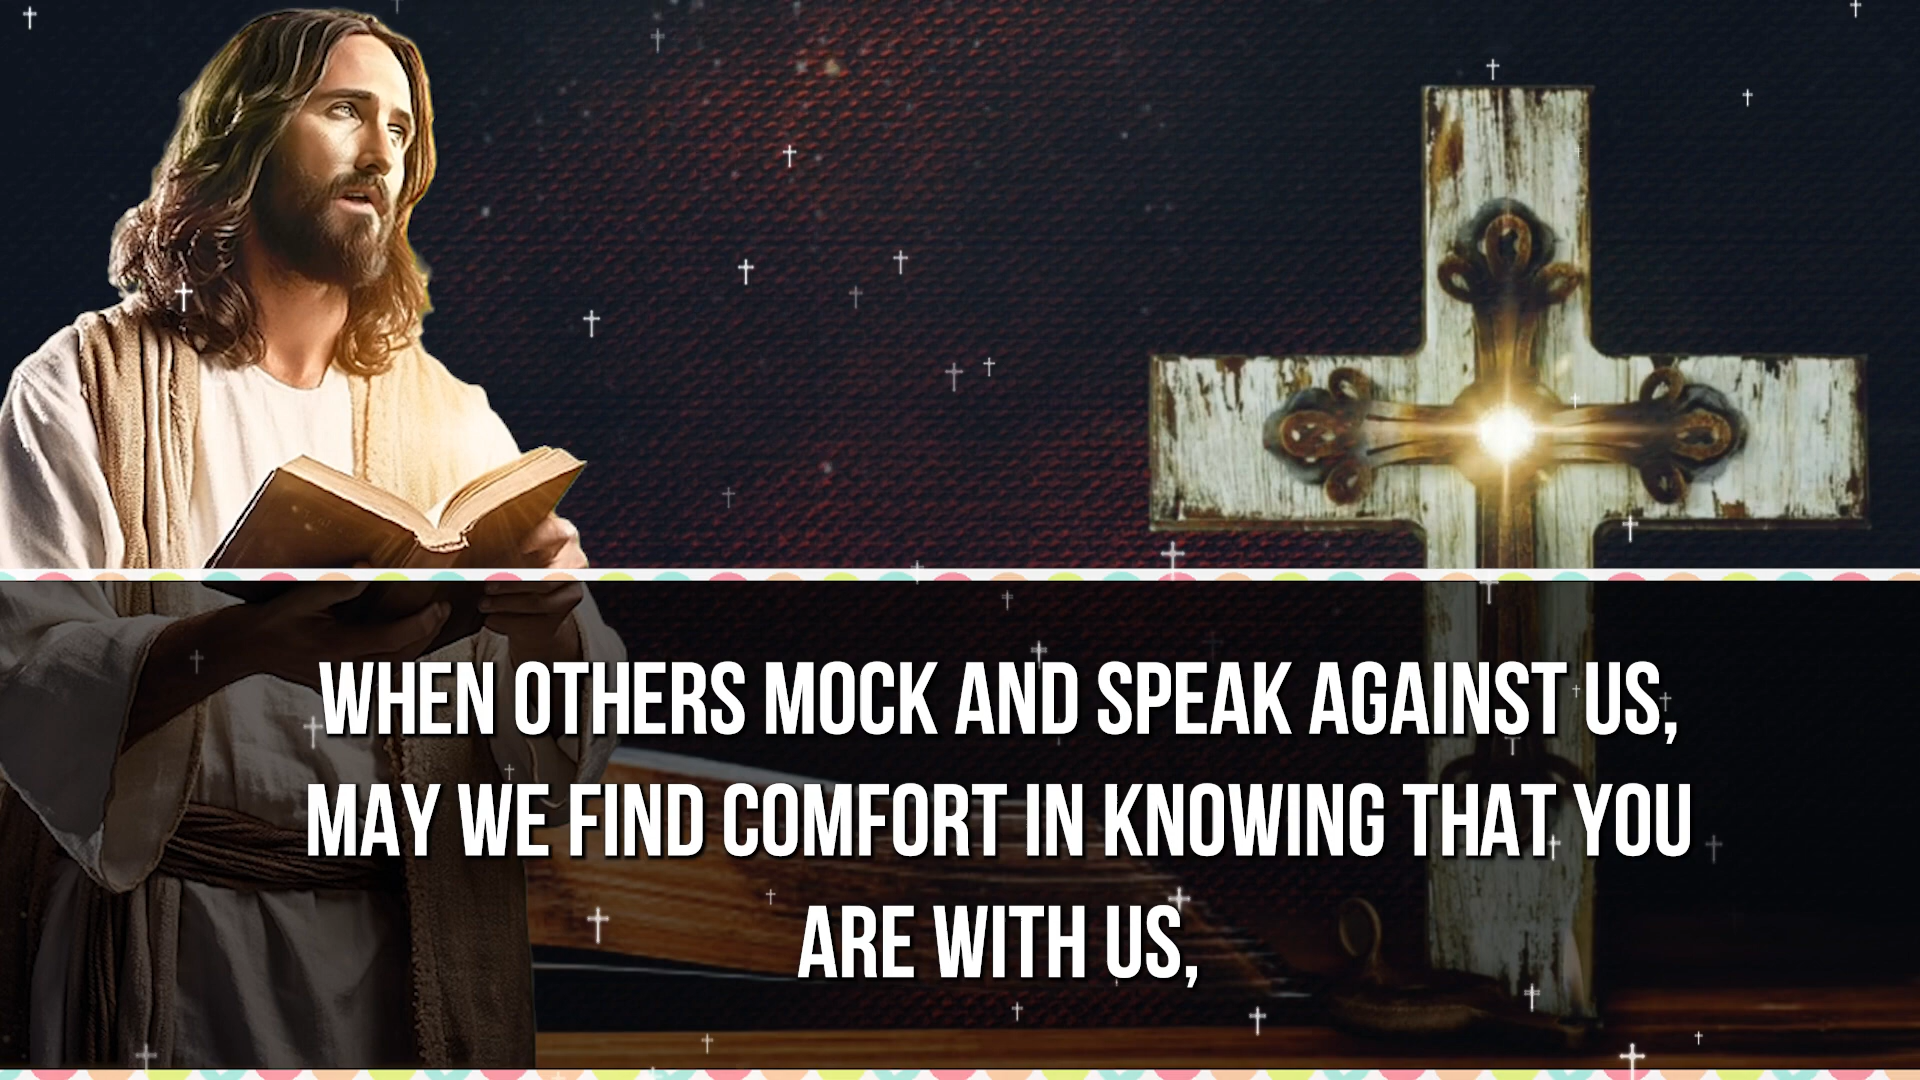 WHEN OTHERS MOCK AND SPEAK AGAINST US,
MAY WE FIND COMFORT IN KNOWING THAT YOU
ARE WITH US,